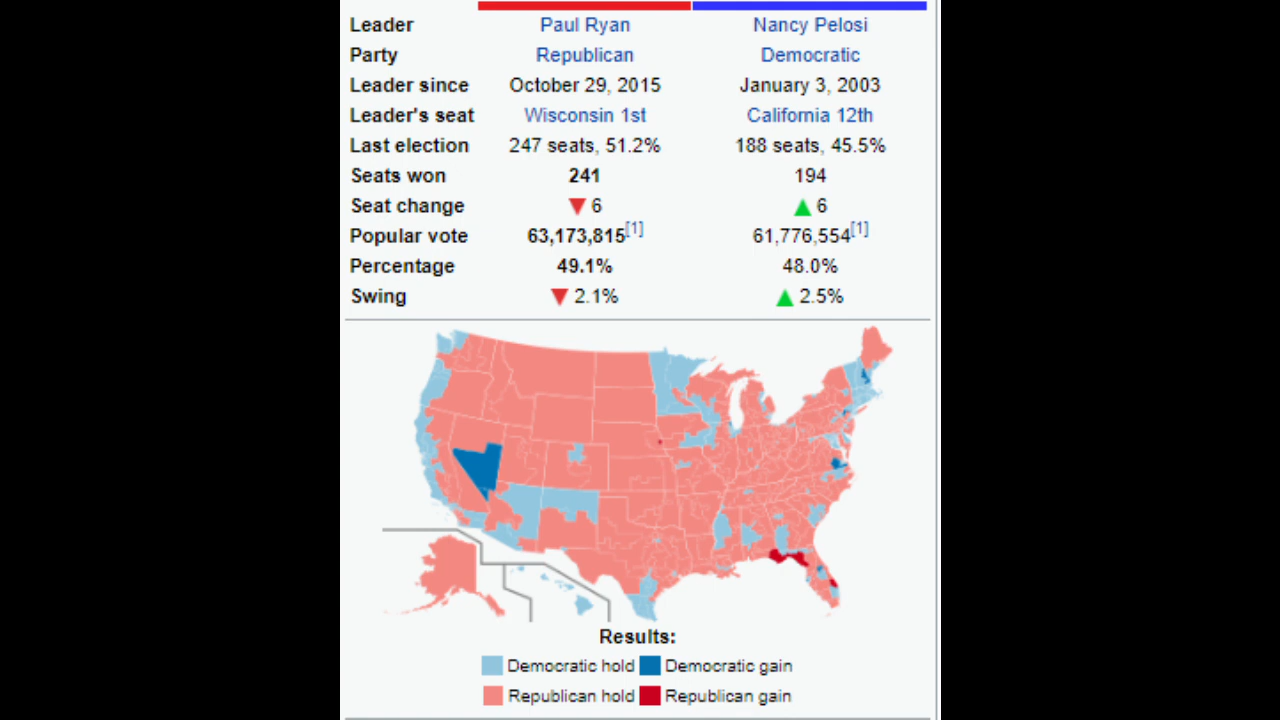 Leader Paul Ryan Nancy Pelosi
Party Republican Democratic
Leader since October 29, 2015 January 3, 2003
Leader's seat Wisconsin 1st California 12th
Last election 247 seats, 51.2% 188 seats, 45.5%
Seats won 241 194
Seat change ▼ 6 ▲ 6
Popular vote 63,173,815[1] 61,776,554[1]
Percentage 49.1% 48.0%
Swing ▼ 2.1% ▲ 2.5%
Results:
Democratic hold Democratic gain
Republican hold Republican gain